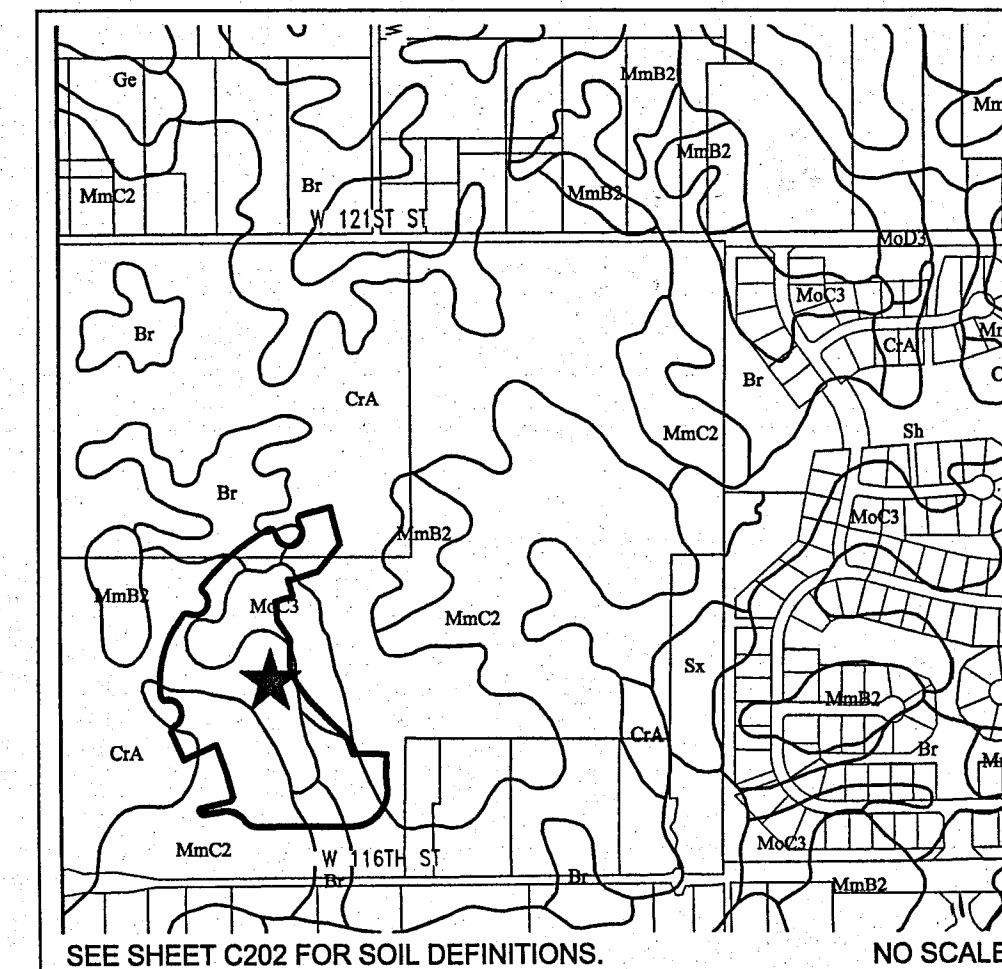 Ge
MmB2
Mm
MmB2
MmC2
Br
MmB2
W 121ST ST
MoD3
MoC3
Br
CrA
CrA
Br
MmC2
Sh
Br
MmB2
MoC3
MmB2
MoC3
MmC2
Sx
MmB2
CrA
CrA
Br
MmC2
W 116TH ST
MoC3
Br
Br
MmB2
SEE SHEET C202 FOR SOIL DEFINITIONS.
NO SCALE